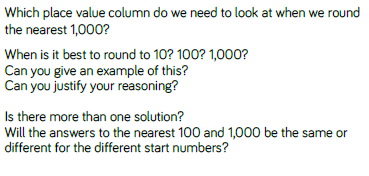 Which place value column do we need to look at when we round
the nearest 1,000?
When is it best to round to 10? 100? 1,000?
Can you give an example of this?
Can you justify your reasoning?
Is there more than one solution?
Will the answers to the nearest 100 and 1,000 be the same or
different for the different start numbers?